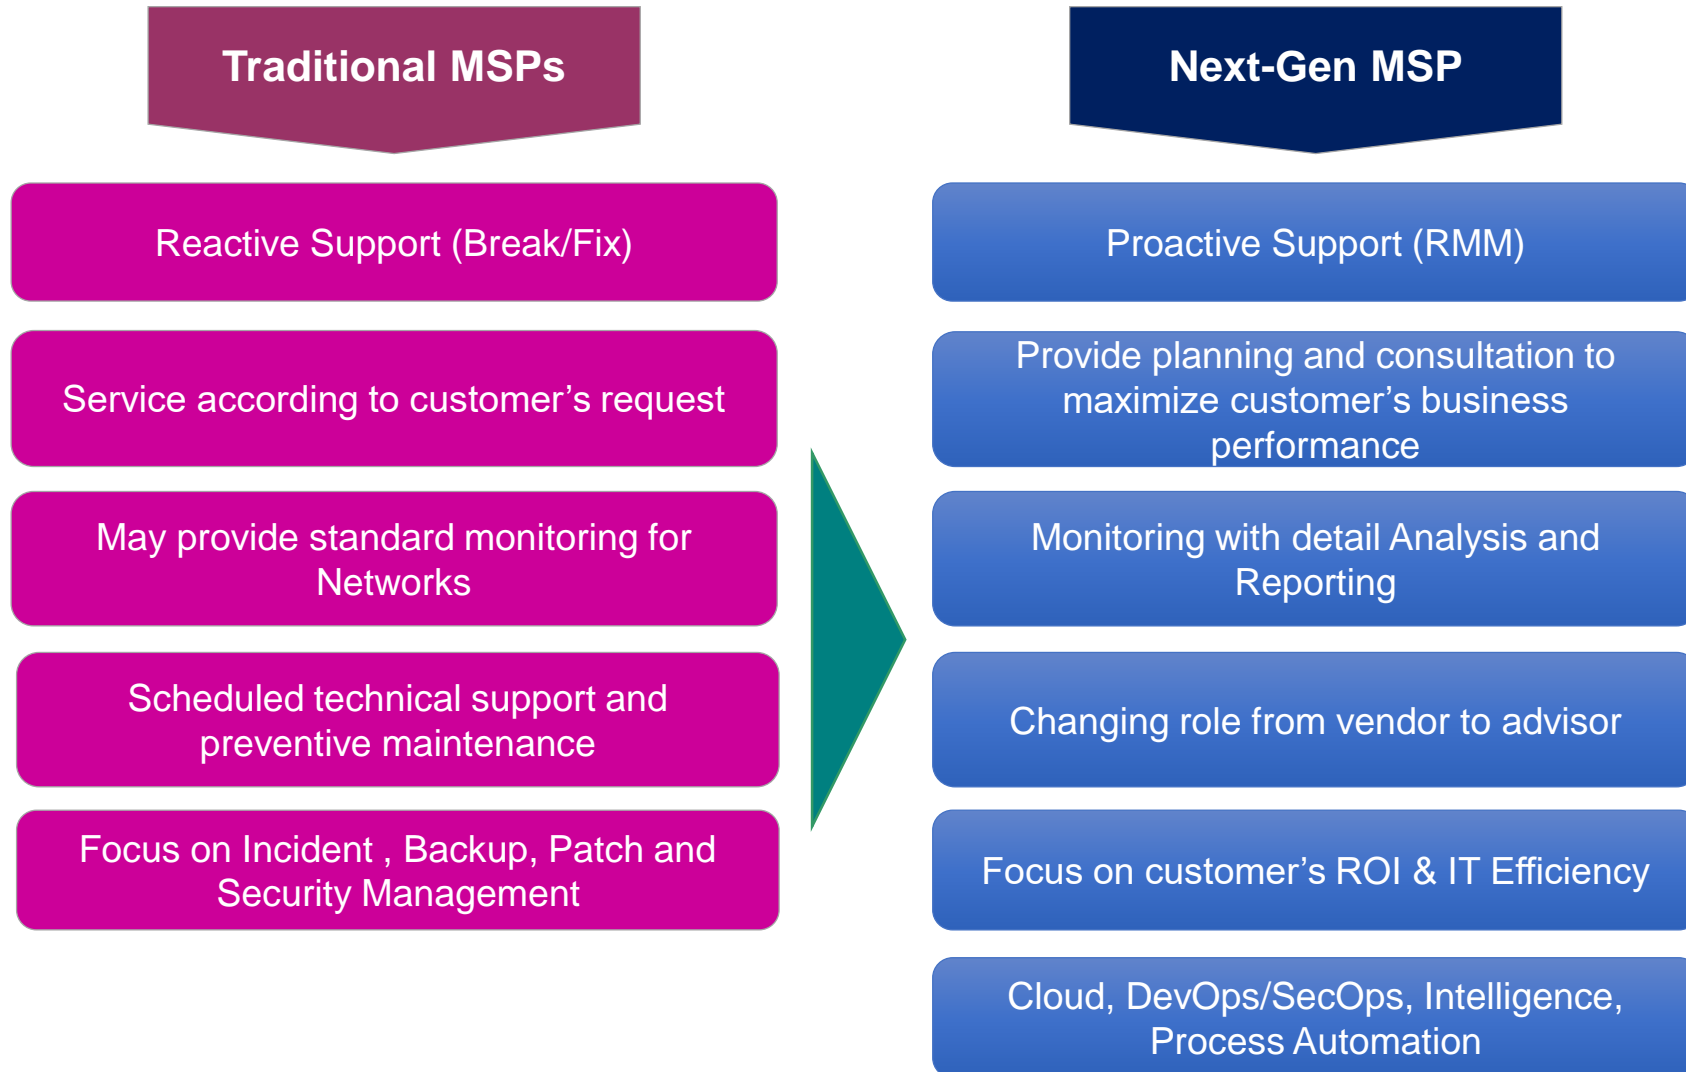 Traditional MSPs
Reactive Support (Break/Fix)
Service according to customer’s request
May provide standard monitoring for
Networks
Scheduled technical support and
preventive maintenance
Focus on Incident , Backup, Patch and
Security Management
Next-Gen MSP
Proactive Support (RMM)
Provide planning and consultation to
maximize customer’s business
performance
Monitoring with detail Analysis and
Reporting
Changing role from vendor to advisor
Focus on customer’s ROI & IT Efficiency
Cloud, DevOps/SecOps, Intelligence,
Process Automation